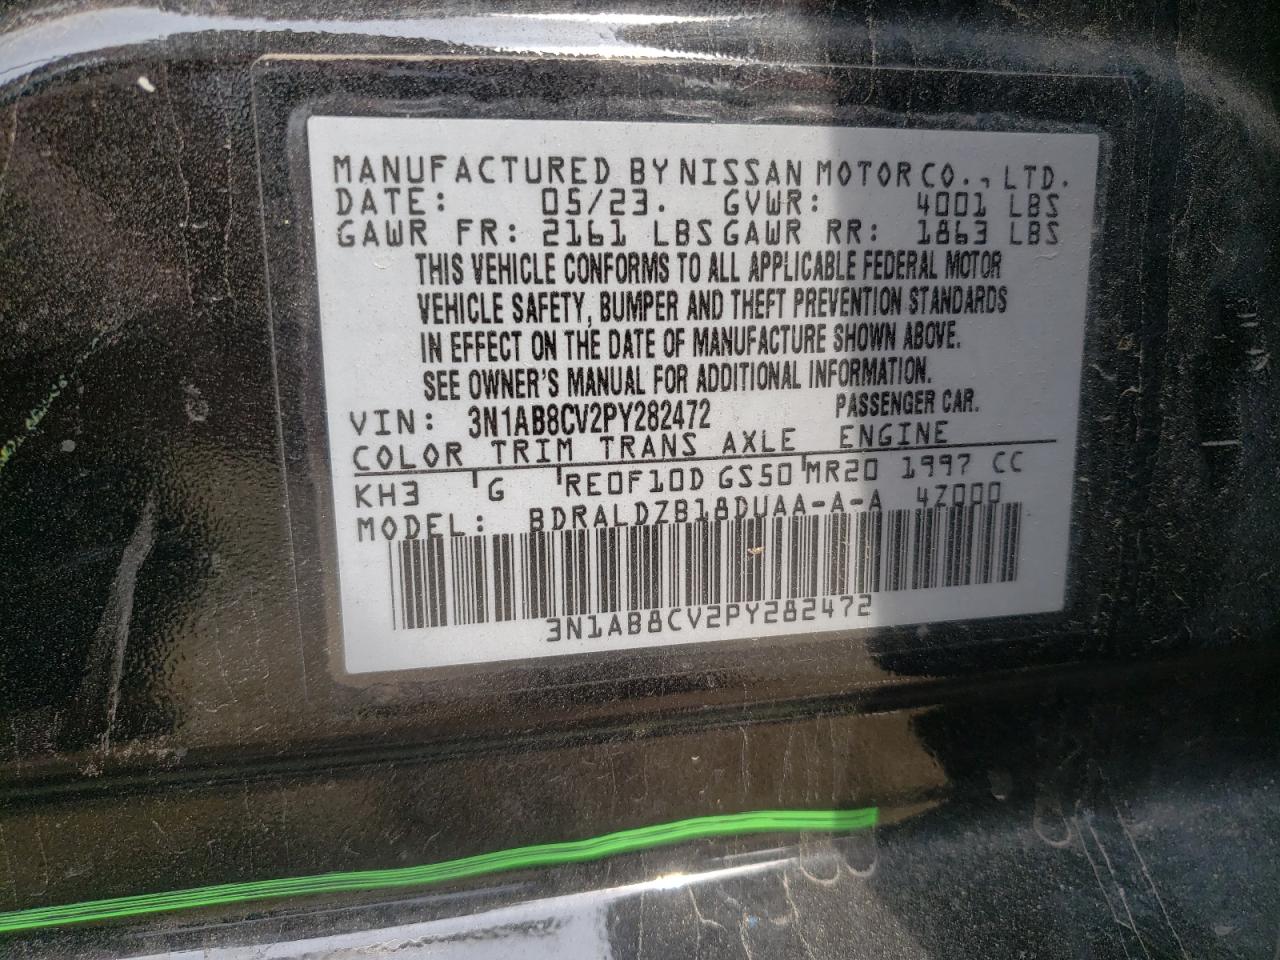 MANUFACTURED BY NISSAN MOTOR CO., LTD.
DATE: 05/23. GVWR: 4001 LBS
GAWR FR: 2161 LBS GAWR RR: 1863 LBS
THIS VEHICLE CONFORMS TO ALL APPLICABLE FEDERAL MOTOR
VEHICLE SAFETY, BUMPER AND THEFT PREVENTION STANDARDS
IN EFFECT ON THE DATE OF MANUFACTURE SHOWN ABOVE.
SEE OWNER'S MANUAL FOR ADDITIONAL INFORMATION.
VIN: 3N1AB8CV2PY282472 PASSENGER CAR.
COLOR TRIM TRANS AXLE ENGINE
KH3 G RE0F10D GS50 MR20 1997 CC
MODEL: BDRALDZB18DUAA-A-A 4Z000
3N1AB8CV2PY282472